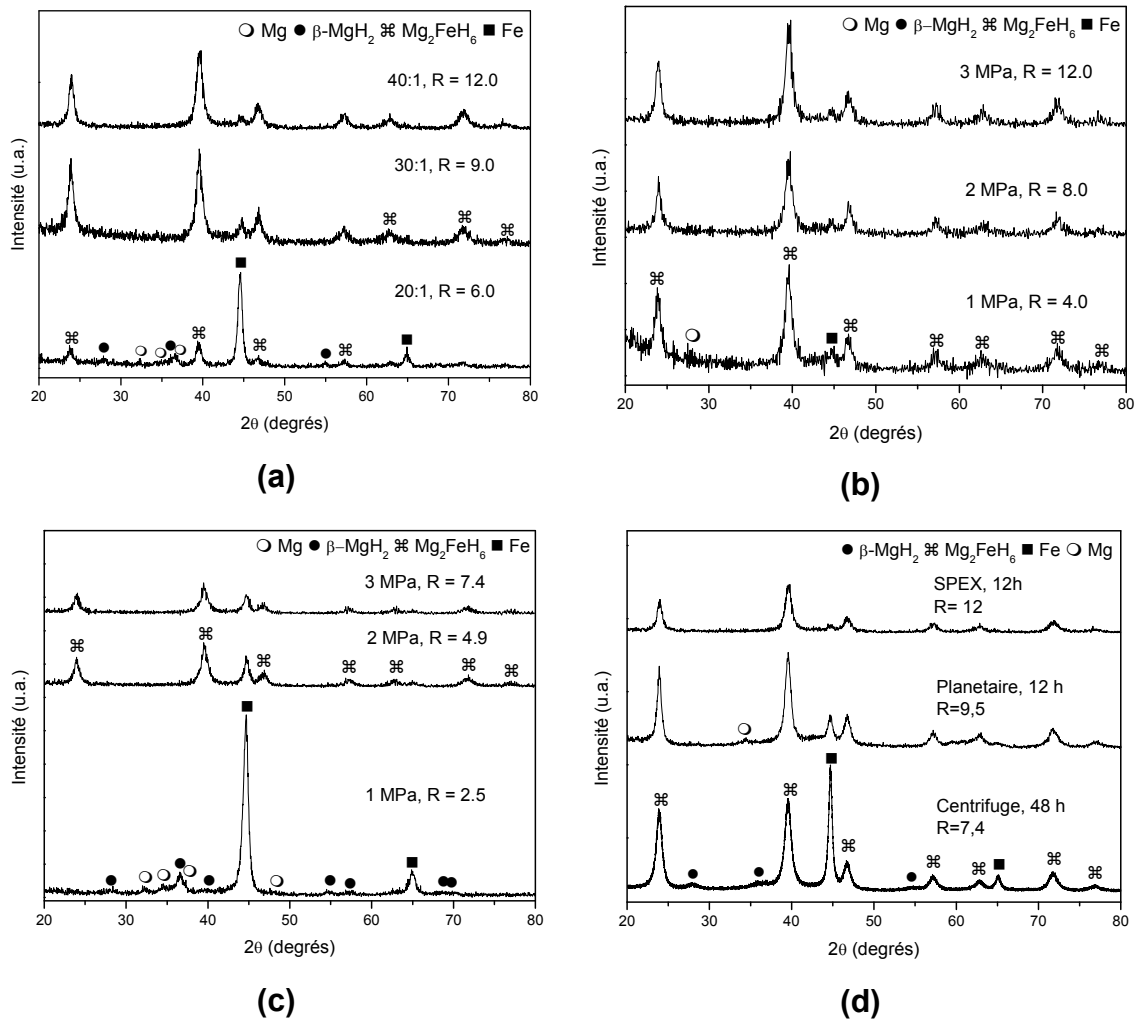 ○ Mg ● β-MgH₂ ⌘ Mg₂FeH₆ ■ Fe
40:1, R = 12.0
30:1, R = 9.0
20:1, R = 6.0
Intensité (u.a.)
20 30 40 50 60 70 80
2θ (degrés)
(a)
○ Mg ● β–MgH₂ ⌘ Mg₂FeH₆ ■ Fe
3 MPa, R = 12.0
2 MPa, R = 8.0
1 MPa, R = 4.0
Intensité (u.a.)
20 30 40 50 60 70 80
2θ (degrés)
(b)
○ Mg ● β–MgH₂ ⌘ Mg₂FeH₆ ■ Fe
3 MPa, R = 7.4
2 MPa, R = 4.9
1 MPa, R = 2.5
Intensité (u.a.)
20 30 40 50 60 70 80
2θ (degrés)
(c)
● β-MgH₂ ⌘ Mg₂FeH₆ ■ Fe ○ Mg
SPEX, 12h
R= 12
Planetaire, 12 h
R=9,5
Centrifuge, 48 h
R=7,4
Intensité (u.a.)
20 30 40 50 60 70 80
2θ (degrés)
(d)